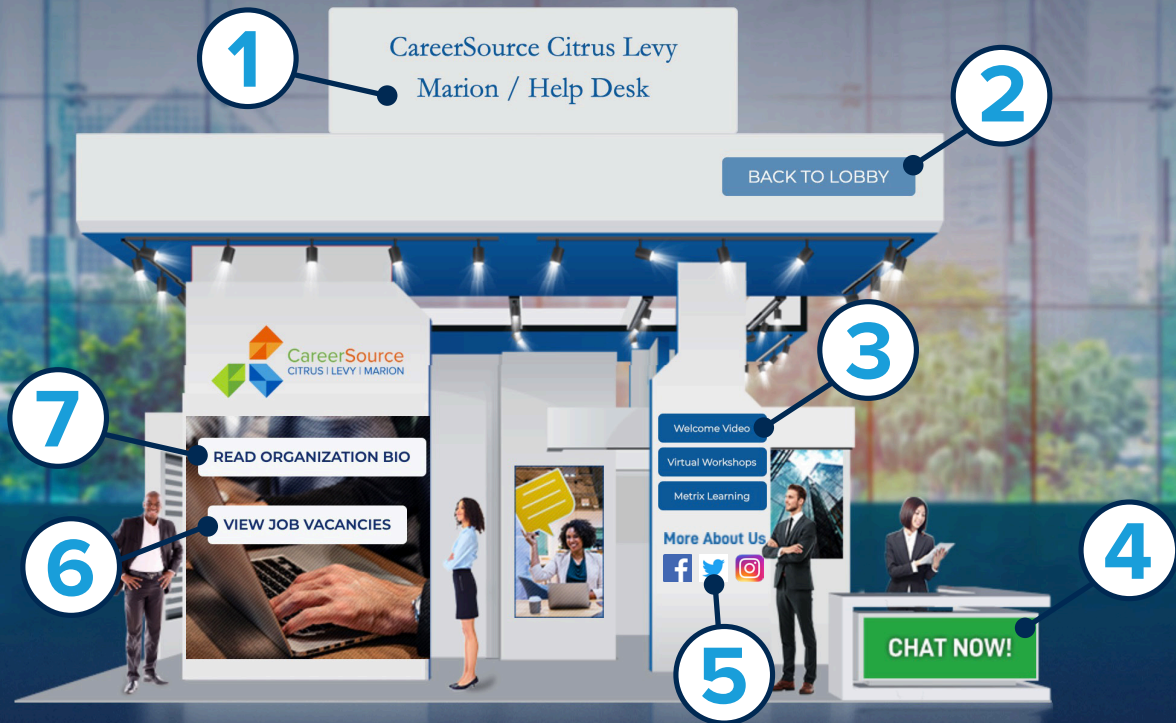 1
CareerSource Citrus Levy
Marion / Help Desk
2
BACK TO LOBBY
3
CareerSource
CITRUS | LEVY | MARION
7
READ ORGANIZATION BIO
6
VIEW JOB VACANCIES
Welcome Video
Virtual Workshops
Metrix Learning
More About Us
5
4
CHAT NOW!